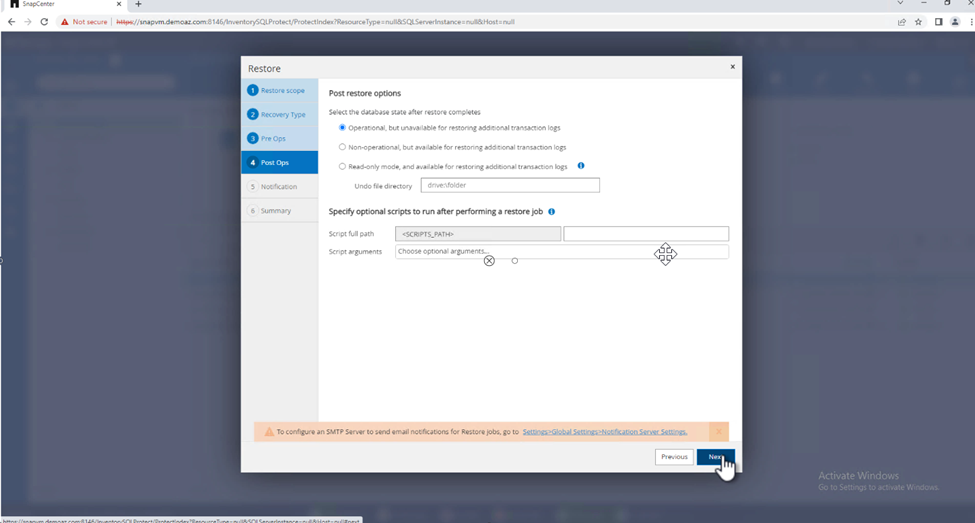 SnapCenter
Not secure https://snapvm.demoaz.com:8146/InventorySQLProtect/ProtectIndex?ResourceType=null&SQLServerInstance=null&Host=null
Restore
1 Restore scope
2 Recovery Type
3 Pre Ops
4 Post Ops
5 Notification
6 Summary
Post restore options
Select the database state after restore completes
Operational, but unavailable for restoring additional transaction logs
Non-operational, but available for restoring additional transaction logs
Read-only mode, and available for restoring additional transaction logs
Undo file directory drive:\folder
Specify optional scripts to run after performing a restore job
Script full path <SCRIPTS_PATH>
Script arguments Choose optional arguments...
To configure an SMTP Server to send email notifications for Restore jobs, go to Settings>Global Settings>Notification Server Settings.
Previous Next
Activate Windows
Go to Settings to activate Windows.
https://snapvm.demoaz.com:8146/InventorySQLProtect/ProtectIndex?ResourceType=null&SQLServerInstance=null&Host=null#next